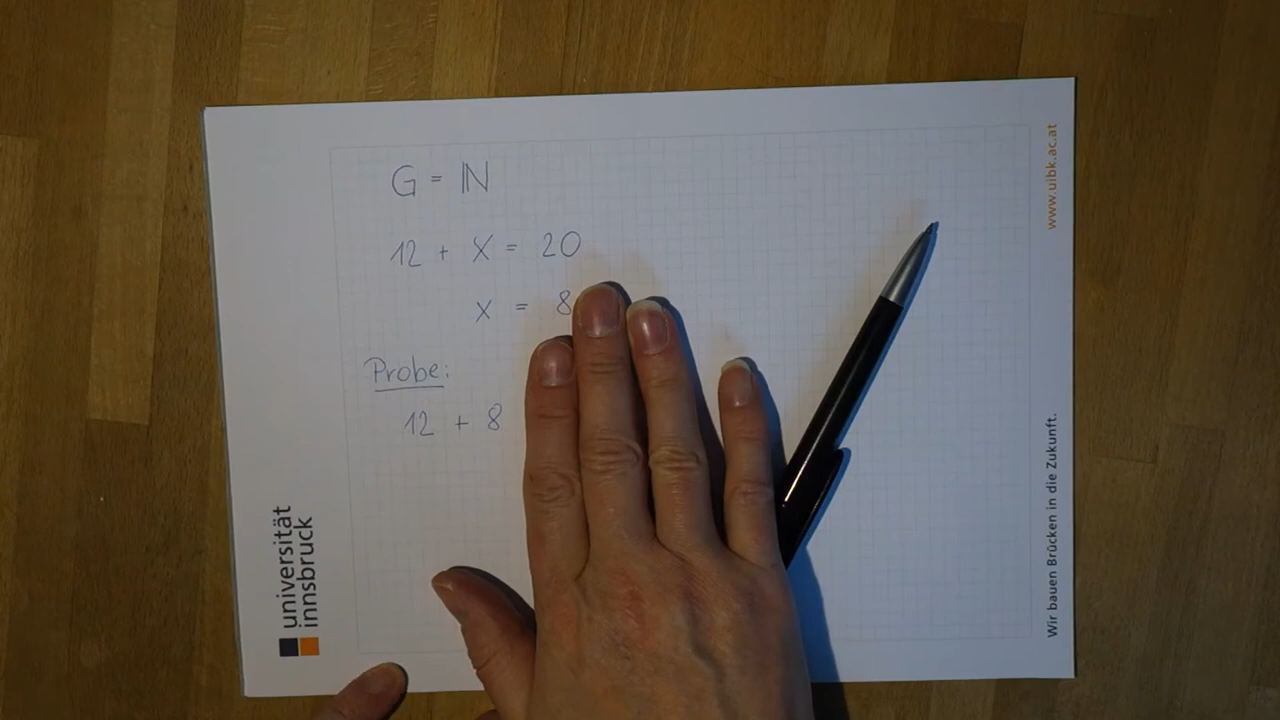 G = ℕ
12 + x = 20
x = 8
Probe:
12 + 8
universität
innsbruck
www.uibk.ac.at
Wir bauen Brücken in die Zukunft.